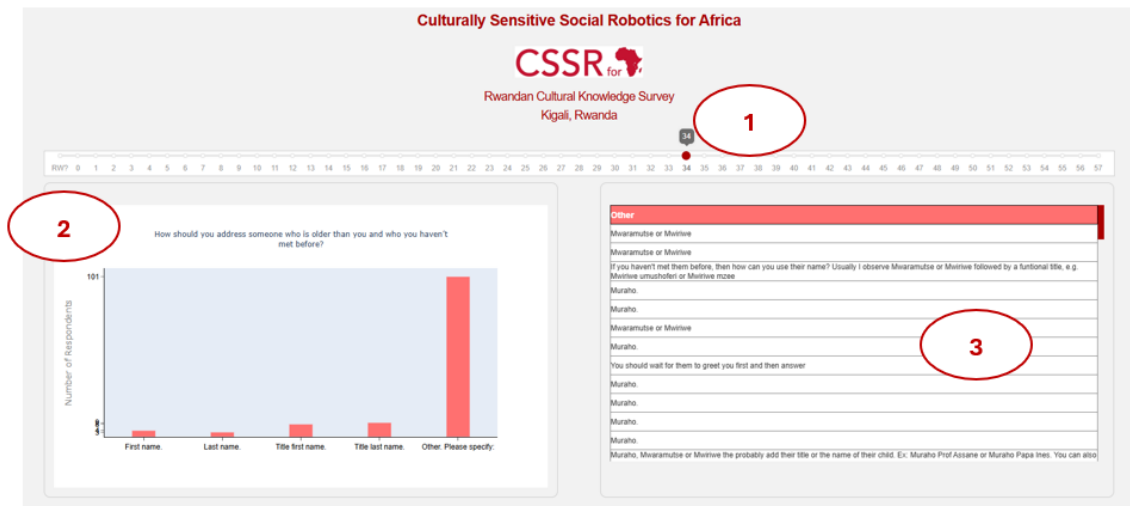 Culturally Sensitive Social Robotics for Africa
CSSR for
Rwandan Cultural Knowledge Survey
Kigali, Rwanda
1
34
RW? 0 1 2 3 4 5 6 7 8 9 10 11 12 13 14 15 16 17 18 19 20 21 22 23 24 25 26 27 28 29 30 31 32 33 34 35 36 37 38 39 40 41 42 43 44 45 46 47 48 49 50 51 52 53 54 55 56 57
2
How should you address someone who is older than you and who you haven't
met before?
101
Number of Respondents
First name. Last name. Title first name. Title last name. Other. Please specify:
Other
Mwaramutse or Mwiriwe
Mwaramutse or Mwiriwe
If you haven't met them before, then how can you use their name? Usually I observe Mwaramutse or Mwiriwe followed by a funtional title, e.g.
Mwiriwe umushoferi or Mwiriwe mzee
Muraho.
Muraho.
Mwaramutse or Mwiriwe
Muraho.
3
You should wait for them to greet you first and then answer
Muraho.
Muraho.
Muraho.
Muraho.
Muraho, Mwaramutse or Mwiriwe the probably add their title or the name of their child. Ex: Muraho Prof Assane or Muraho Papa Ines. You can also